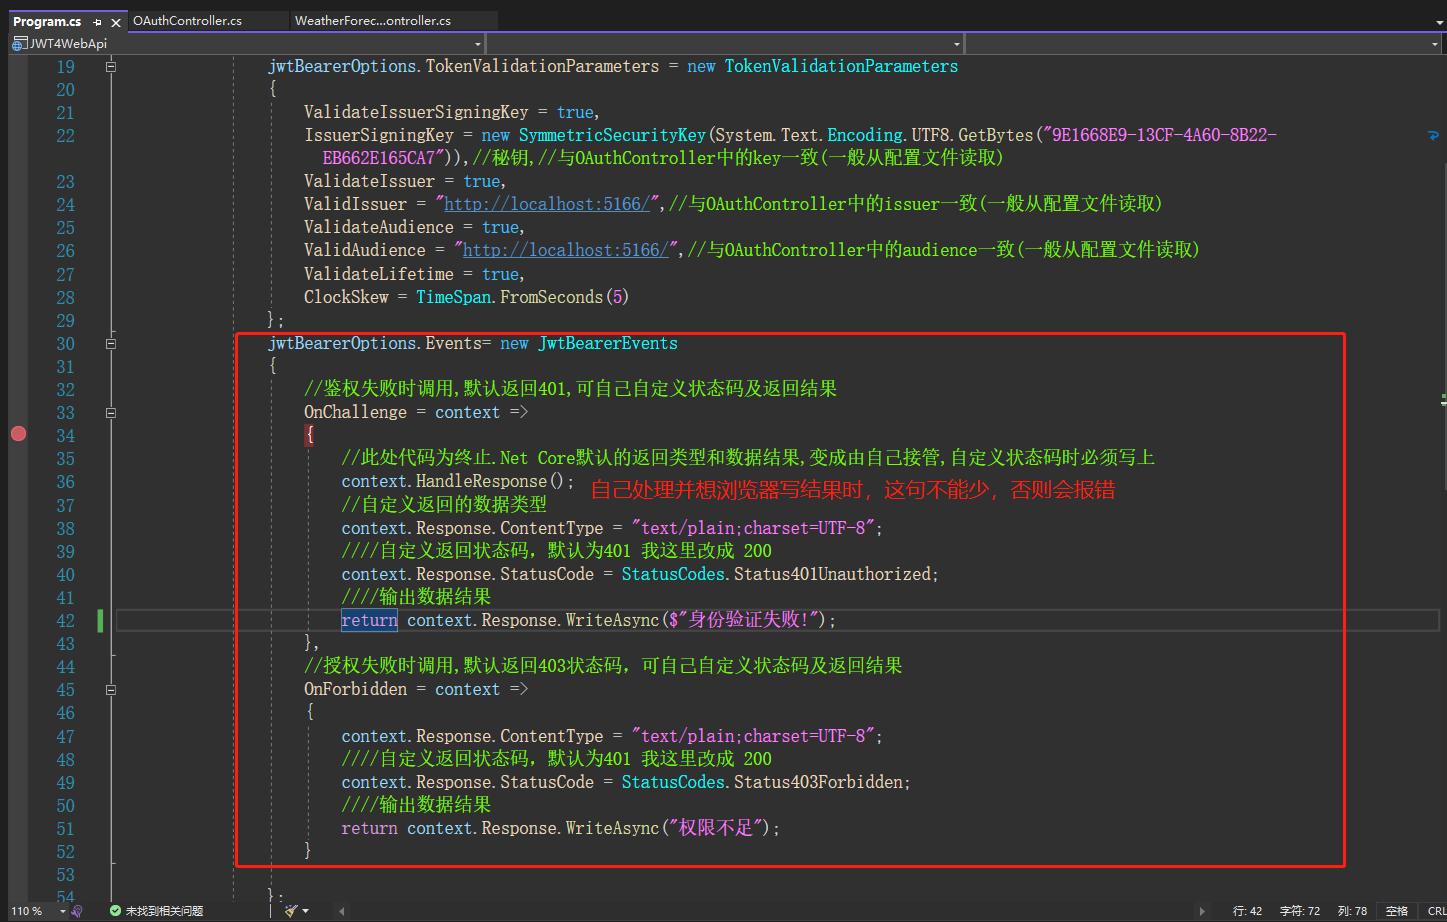 Program.cs
OAuthController.cs
WeatherForec...ontroller.cs
JWT4WebApi
19 jwtBearerOptions.TokenValidationParameters = new TokenValidationParameters
20 {
21 ValidateIssuerSigningKey = true,
22 IssuerSigningKey = new SymmetricSecurityKey(System.Text.Encoding.UTF8.GetBytes("9E1668E9-13CF-4A60-8B22-
EB662E165CA7")),//秘钥,//与OAuthController中的key一致(一般从配置文件读取)
23 ValidateIssuer = true,
24 ValidIssuer = "http://localhost:5166/",//与OAuthController中的issuer一致(一般从配置文件读取)
25 ValidateAudience = true,
26 ValidAudience = "http://localhost:5166/",//与OAuthController中的audience一致(一般从配置文件读取)
27 ValidateLifetime = true,
28 ClockSkew = TimeSpan.FromSeconds(5)
29 };
30 jwtBearerOptions.Events= new JwtBearerEvents
31 {
32 //鉴权失败时调用,默认返回401,可自己自定义状态码及返回结果
33 OnChallenge = context =>
34 {
35 //此处代码为终止.Net Core默认的返回类型和数据结果,变成由自己接管,自定义状态码时必须写上
36 context.HandleResponse(); 自己处理并想浏览器写结果时，这句不能少，否则会报错
37 //自定义返回的数据类型
38 context.Response.ContentType = "text/plain;charset=UTF-8";
39 ////自定义返回状态码，默认为401 我这里改成 200
40 context.Response.StatusCode = StatusCodes.Status401Unauthorized;
41 ////输出数据结果
42 return context.Response.WriteAsync($"身份验证失败!");
43 },
44 //授权失败时调用,默认返回403状态码，可自己自定义状态码及返回结果
45 OnForbidden = context =>
46 {
47 context.Response.ContentType = "text/plain;charset=UTF-8";
48 ////自定义返回状态码，默认为401 我这里改成 200
49 context.Response.StatusCode = StatusCodes.Status403Forbidden;
50 ////输出数据结果
51 return context.Response.WriteAsync("权限不足");
52 }
53
54 };
110 % 未找到相关问题 行: 42 字符: 72 列: 78 空格 CRL